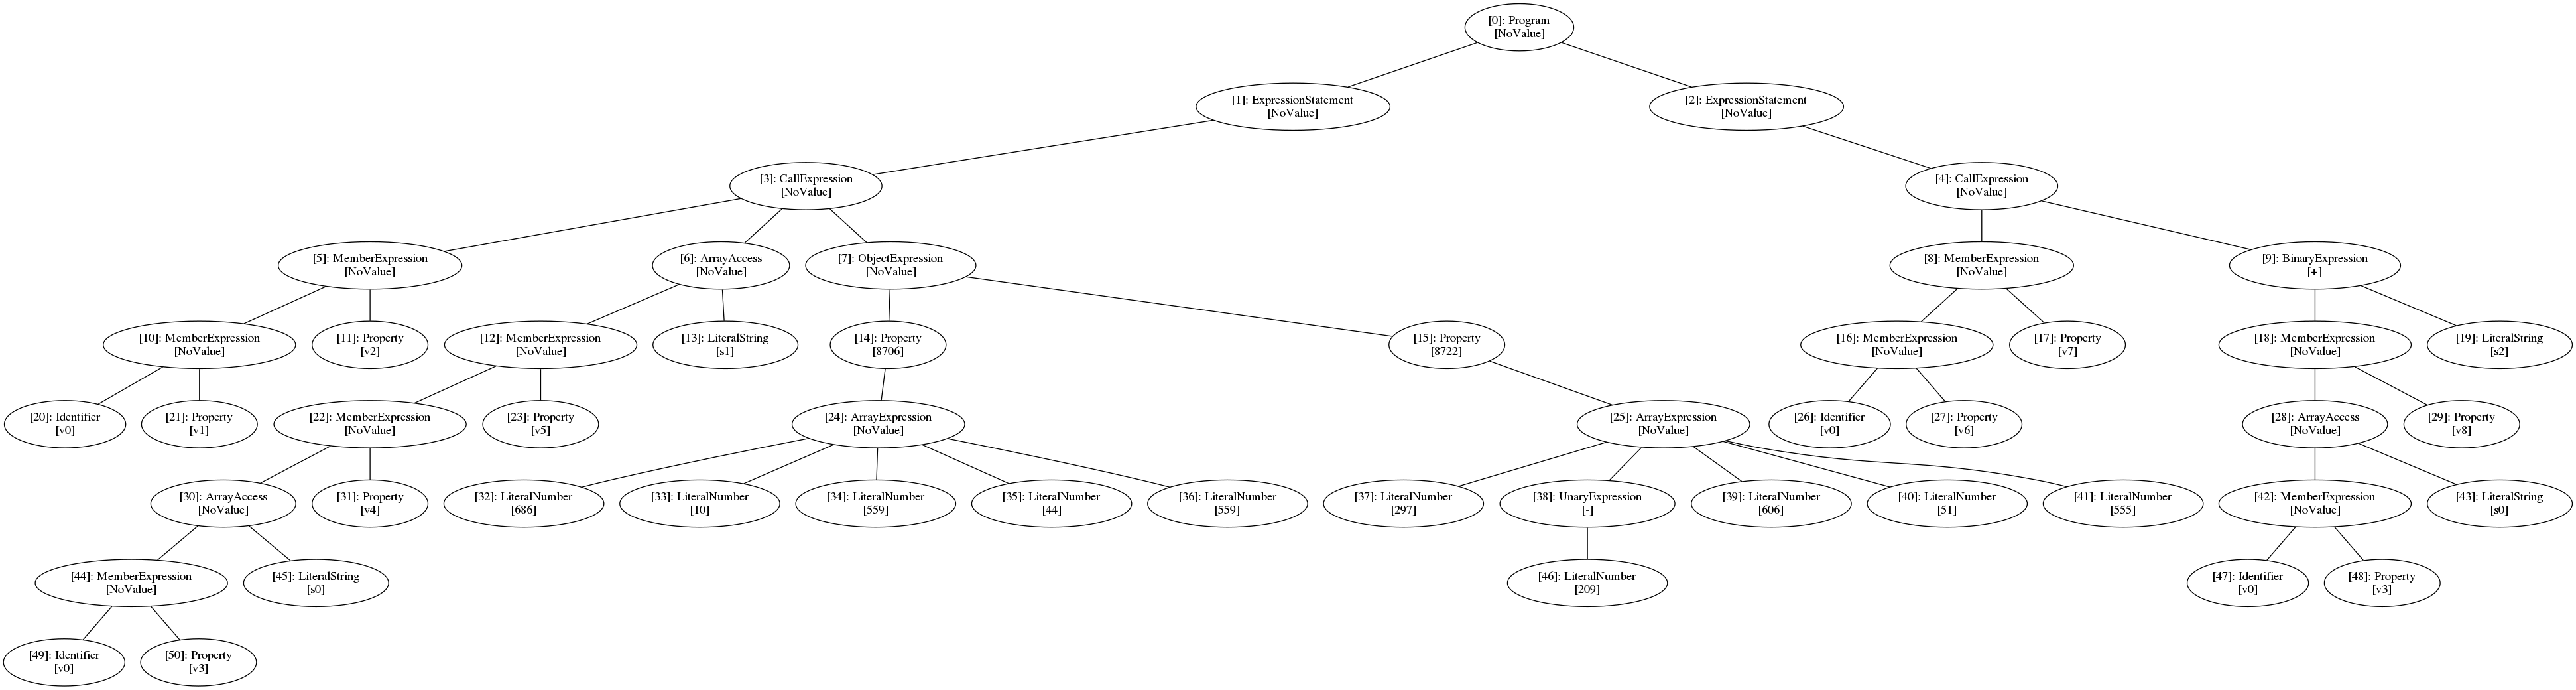 [0]: Program
[NoValue]
[1]: ExpressionStatement
[NoValue]
[2]: ExpressionStatement
[NoValue]
[3]: CallExpression
[NoValue]
[4]: CallExpression
[NoValue]
[5]: MemberExpression
[NoValue]
[6]: ArrayAccess
[NoValue]
[7]: ObjectExpression
[NoValue]
[8]: MemberExpression
[NoValue]
[9]: BinaryExpression
[+]
[10]: MemberExpression
[NoValue]
[11]: Property
[v2]
[12]: MemberExpression
[NoValue]
[13]: LiteralString
[s1]
[14]: Property
[8706]
[15]: Property
[8722]
[16]: MemberExpression
[NoValue]
[17]: Property
[v7]
[18]: MemberExpression
[NoValue]
[19]: LiteralString
[s2]
[20]: Identifier
[v0]
[21]: Property
[v1]
[22]: MemberExpression
[NoValue]
[23]: Property
[v5]
[24]: ArrayExpression
[NoValue]
[25]: ArrayExpression
[NoValue]
[26]: Identifier
[v0]
[27]: Property
[v6]
[28]: ArrayAccess
[NoValue]
[29]: Property
[v8]
[30]: ArrayAccess
[NoValue]
[31]: Property
[v4]
[32]: LiteralNumber
[686]
[33]: LiteralNumber
[10]
[34]: LiteralNumber
[559]
[35]: LiteralNumber
[44]
[36]: LiteralNumber
[559]
[37]: LiteralNumber
[297]
[38]: UnaryExpression
[-]
[39]: LiteralNumber
[606]
[40]: LiteralNumber
[51]
[41]: LiteralNumber
[555]
[42]: MemberExpression
[NoValue]
[43]: LiteralString
[s0]
[44]: MemberExpression
[NoValue]
[45]: LiteralString
[s0]
[46]: LiteralNumber
[209]
[47]: Identifier
[v0]
[48]: Property
[v3]
[49]: Identifier
[v0]
[50]: Property
[v3]